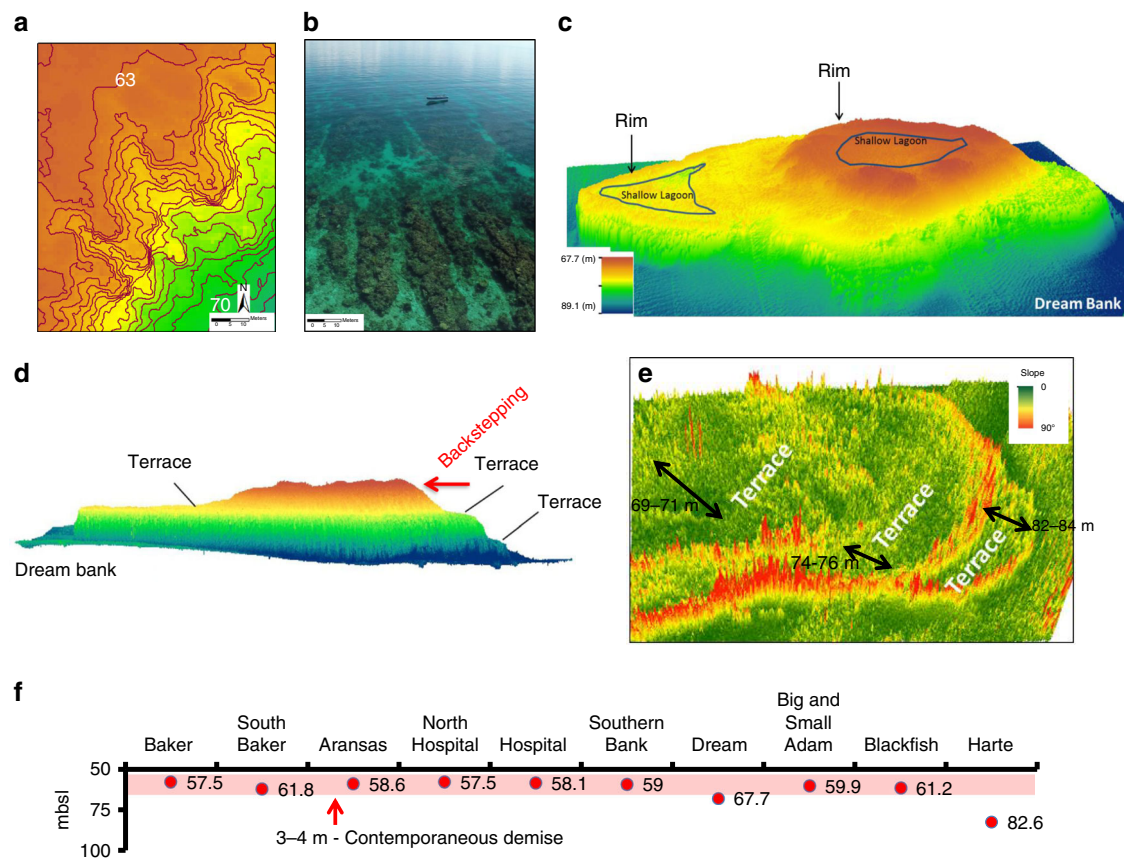 a
63
70
N
0 5 10
Meters
b
0 5 10
Meters
c
Rim
Rim
Shallow Lagoon
Shallow Lagoon
67.7 (m)
89.1 (m)
Dream Bank
d
Terrace
Backstepping
Terrace
Terrace
Dream bank
e
Slope
0
90°
69–71 m
Terrace
74-76 m
Terrace
82–84 m
Terrace
f
Baker
South
Baker
Aransas
North
Hospital
Hospital
Southern
Bank
Dream
Big and
Small
Adam
Blackfish
Harte
50
75
100
mbsl
57.5
61.8
58.6
57.5
58.1
59
67.7
59.9
61.2
82.6
3–4 m - Contemporaneous demise